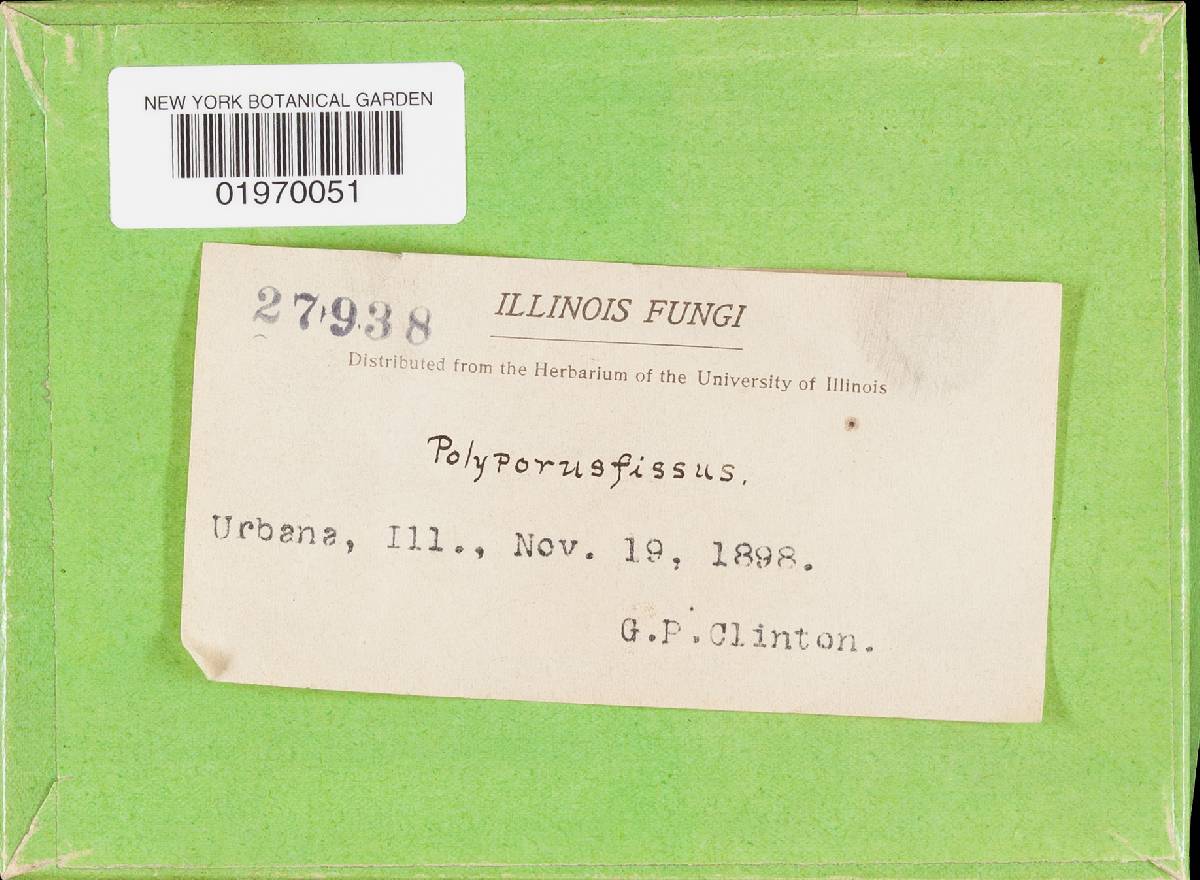 NEW YORK BOTANICAL GARDEN
01970051
27938
ILLINOIS FUNGI
Distributed from the Herbarium of the University of Illinois
Polyporus fissus.
Urbana, Ill., Nov. 19, 1898.
G.P.Clinton.